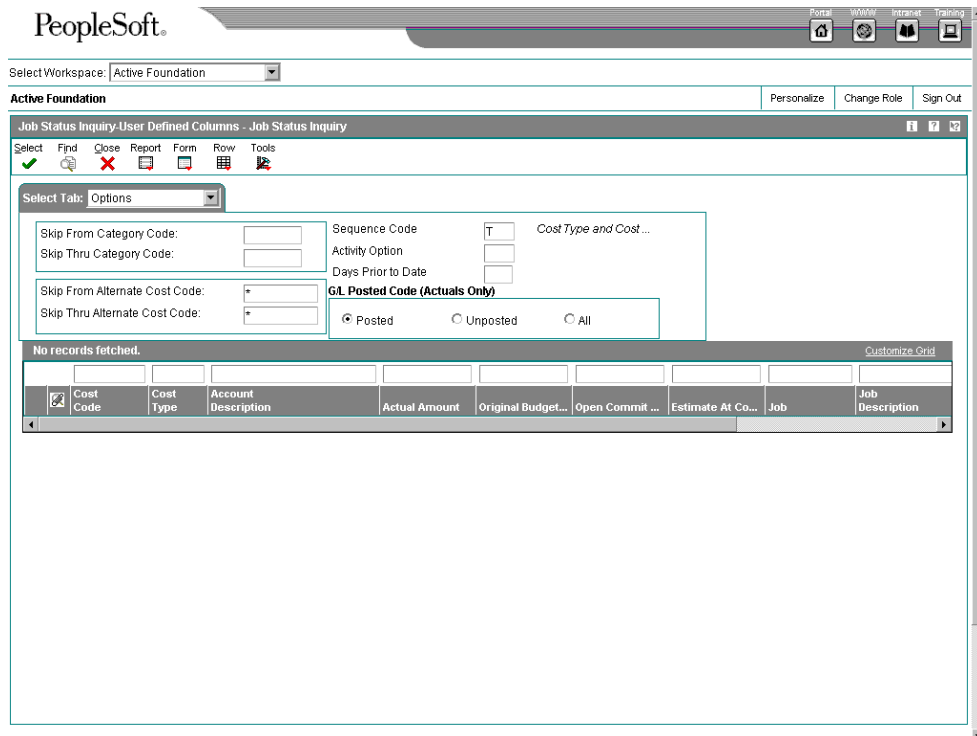 Portal WWW Intranet Training
PeopleSoft.
Select Workspace: Active Foundation
Active Foundation Personalize Change Role Sign Out
Job Status Inquiry-User Defined Columns - Job Status Inquiry
Select Find Close Report Form Row Tools
Select Tab: Options
Skip From Category Code:
Skip Thru Category Code:
Skip From Alternate Cost Code: *
Skip Thru Alternate Cost Code: *
Sequence Code T Cost Type and Cost ...
Activity Option
Days Prior to Date
G/L Posted Code (Actuals Only)
Posted Unposted All
No records fetched. Customize Grid
Cost Code Cost Type Account Description Actual Amount Original Budget... Open Commit ... Estimate At Co... Job Job Description